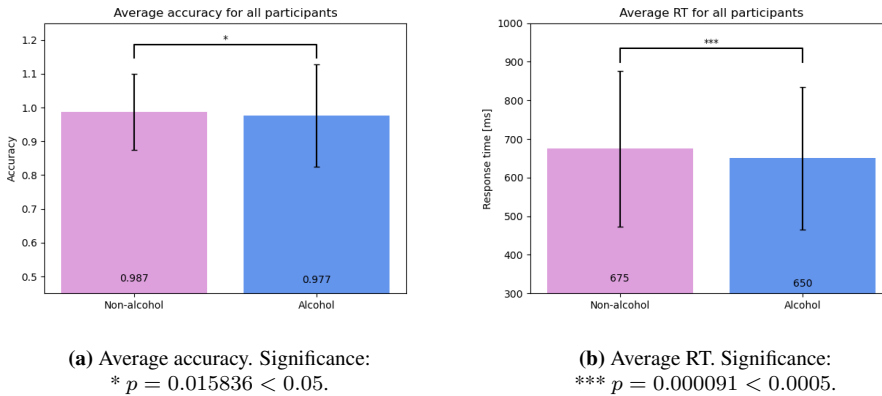 Average accuracy for all participants
1.2
1.1
1.0
0.9
0.8
0.7
0.6
0.5
Accuracy
*
0.987
0.977
Non-alcohol
Alcohol
Average RT for all participants
1000
900
800
700
600
500
400
300
Response time [ms]
***
675
650
Non-alcohol
Alcohol
(a) Average accuracy. Significance:
* p = 0.015836 < 0.05.
(b) Average RT. Significance:
*** p = 0.000091 < 0.0005.